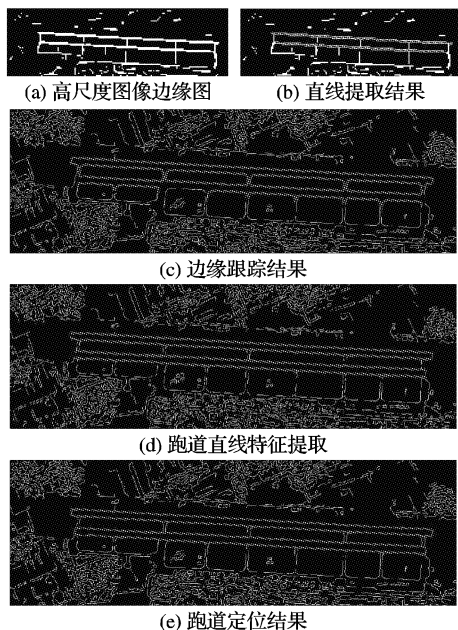 (a) 高尺度图像边缘图
(b) 直线提取结果
(c) 边缘跟踪结果
(d) 跑道直线特征提取
(e) 跑道定位结果